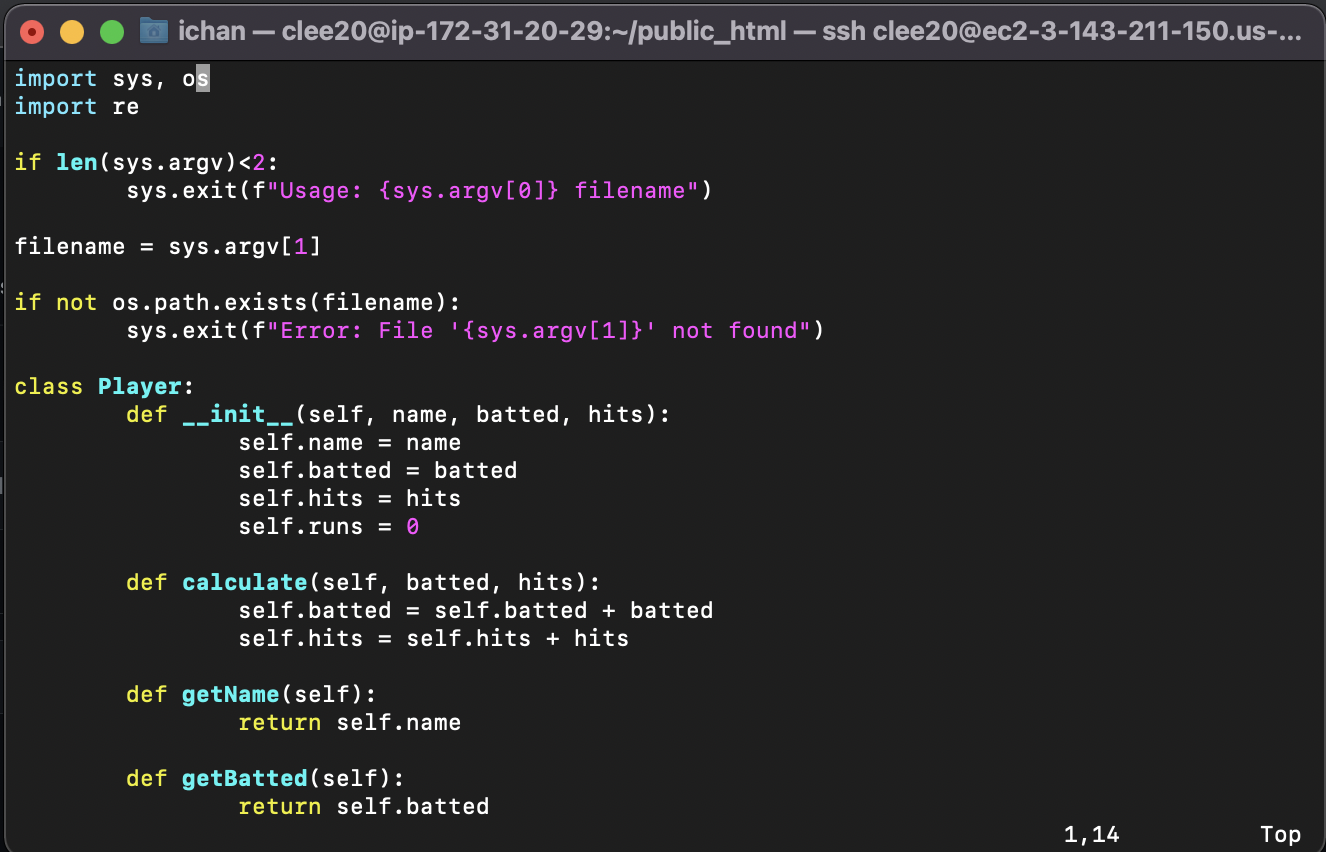 ichan — clee20@ip-172-31-20-29:~/public_html — ssh clee20@ec2-3-143-211-150.us-...
import sys, os
import re

if len(sys.argv)<2:
        sys.exit(f"Usage: {sys.argv[0]} filename")

filename = sys.argv[1]

if not os.path.exists(filename):
        sys.exit(f"Error: File '{sys.argv[1]}' not found")

class Player:
        def __init__(self, name, batted, hits):
                self.name = name
                self.batted = batted
                self.hits = hits
                self.runs = 0

        def calculate(self, batted, hits):
                self.batted = self.batted + batted
                self.hits = self.hits + hits

        def getName(self):
                return self.name

        def getBatted(self):
                return self.batted
1,14 Top